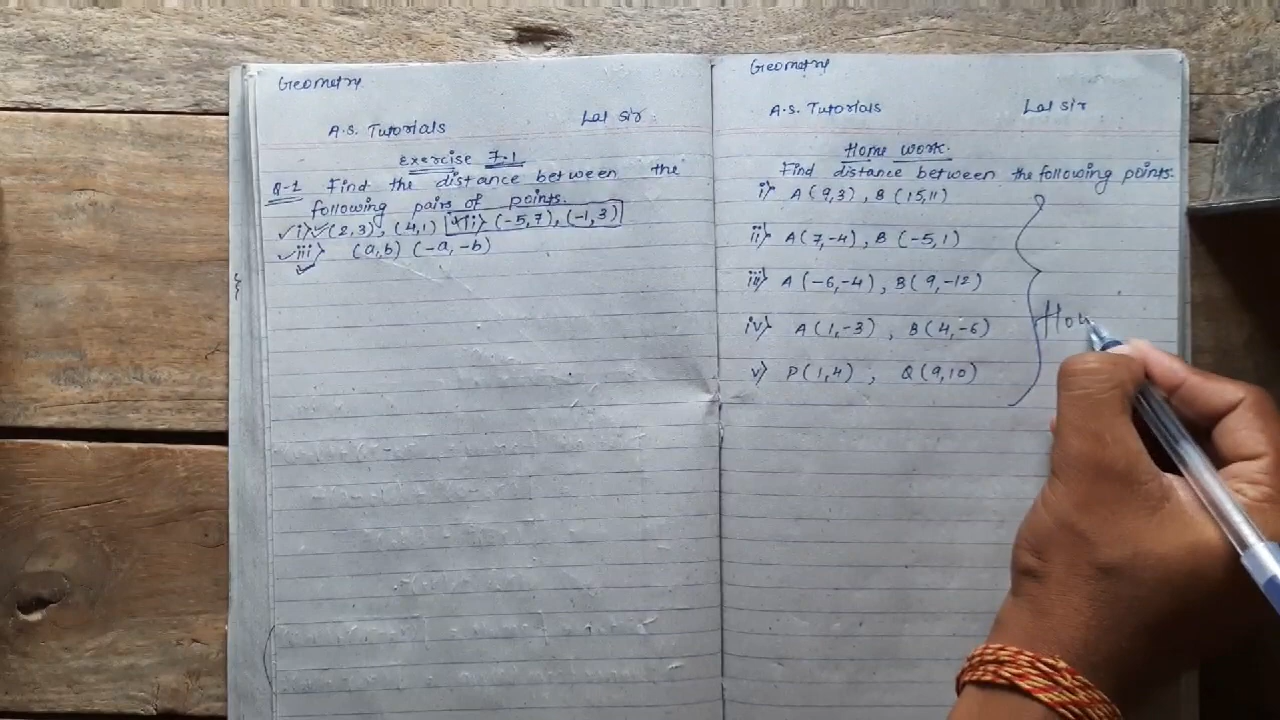 Geometry
A.S. Tutorials Lal Sir
Exercise 7.1
Q-1 Find the distance between the
following pairs of points.
i) (2,3), (4,1) ii) (-5,7), (-1,3)
iii) (a,b) (-a,-b)
Geometry
A.S. Tutorials Lal Sir
Home work.
Find distance between the following points.
i) A(9,3), B(15,11)
ii) A(7,-4), B(-5,1)
iii) A(-6,-4), B(9,-12)
iv) A(1,-3), B(4,-6)
Hom
v) P(1,4), Q(9,10)